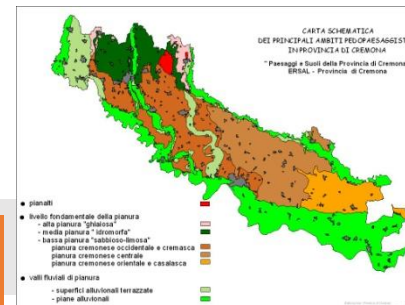 CARTA SCHEMATICA
DEI PRINCIPALI AMBITI PEDOPAESAGGIST
IN PROVINCIA DI CREMONA
" Paesaggi e Suoli della Provincia di Cremona
ERSAL - Provincia di Cremona
● pianalti
● livello fondamentale della pianura
- alta pianura "ghiaiosa"
- media pianura "idromorfa"
- bassa pianura "sabbioso-limosa"
pianura cremonese occidentale e cremasca
pianura cremonese centrale
pianura cremonese orientale e casalasca
● valli fluviali di pianura
- superfici alluvionali terrazzate
- piane alluvionali